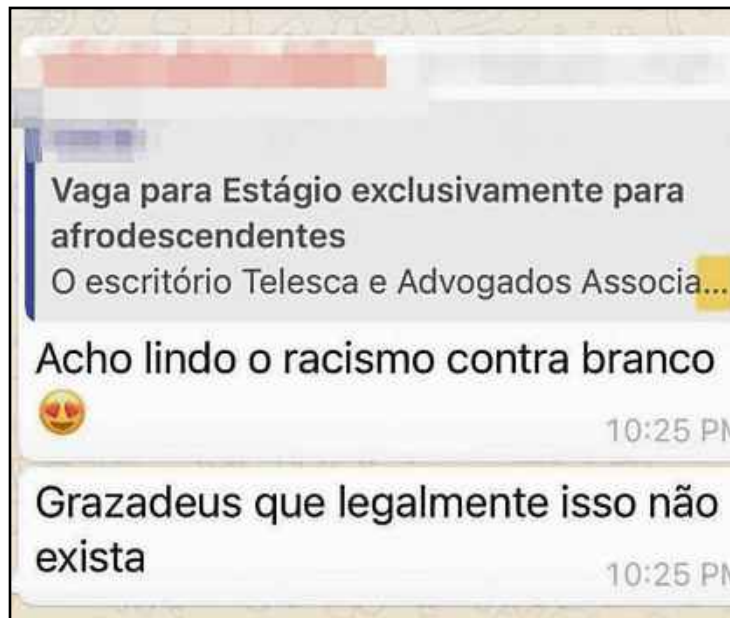 Vaga para Estágio exclusivamente para
afrodescendentes
O escritório Telesca e Advogados Associa...
Acho lindo o racismo contra branco
😍
10:25 PM
Grazadeus que legalmente isso não
exista
10:25 PM